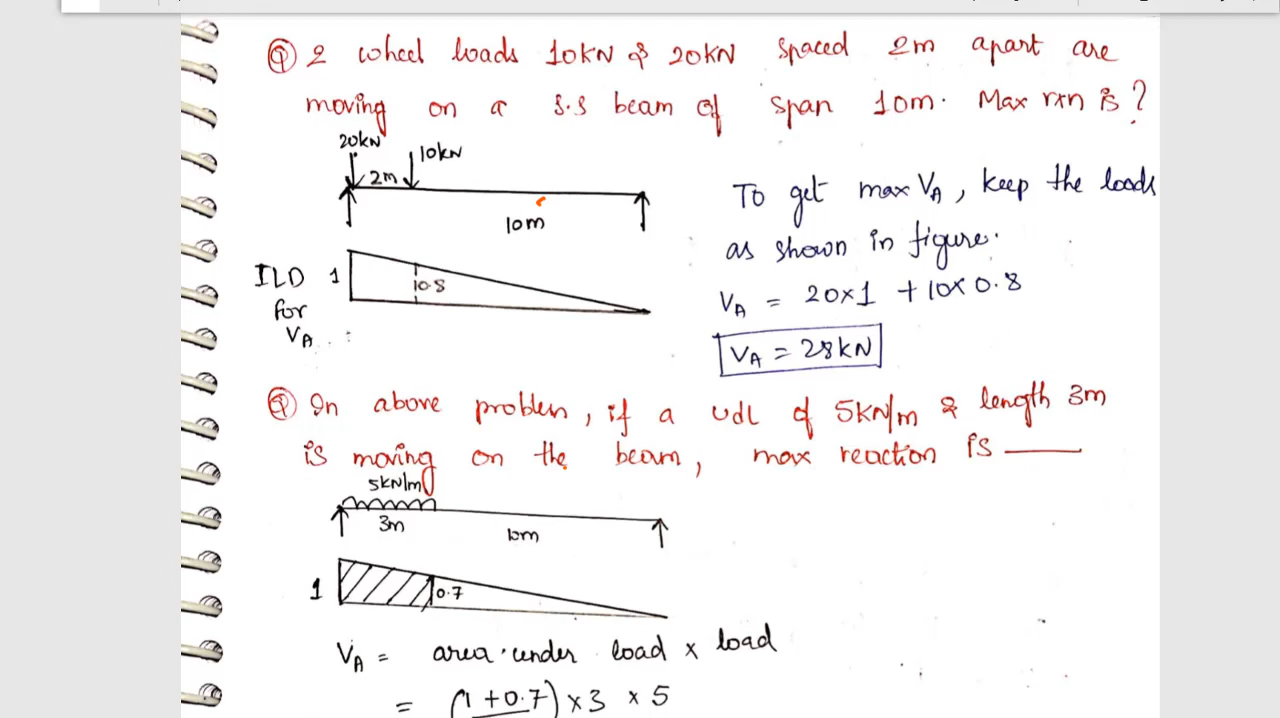 Q 2 wheel loads 10kN & 20kN spaced 2m apart are
moving on a s.s beam of span 10m. Max rxn is?
20kN
10kN
2m
10m
To get max VA, keep the loads
as shown in figure.
ILD for VA
1
0.8
VA = 20x1 + 10x0.8
VA = 28kN
Q In above problem, if a udl of 5kN/m & length 3m
is moving on the beam, max reaction is ____
5kN/m
3m
10m
1
0.7
VA = area under load x load
= (1+0.7) x 3 x 5